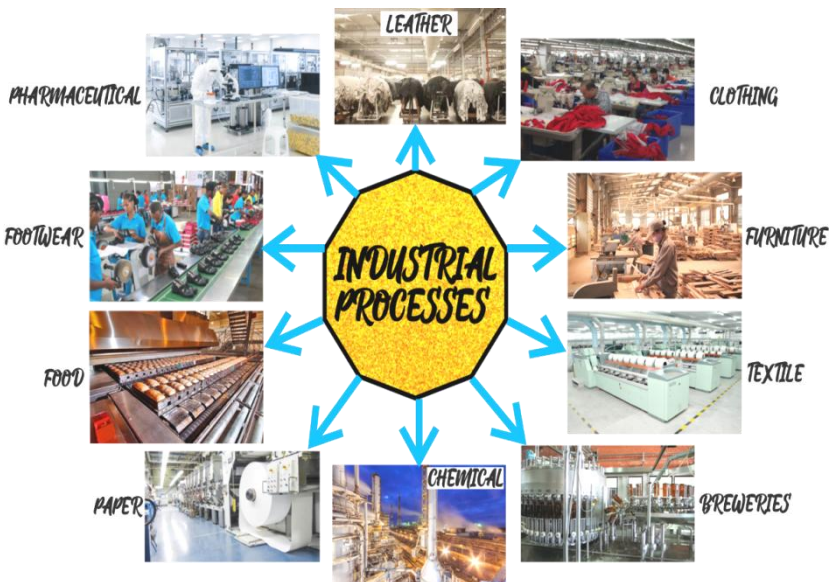 LEATHER
PHARMACEUTICAL
CLOTHING
FOOTWEAR
FURNITURE
INDUSTRIAL
PROCESSES
FOOD
TEXTILE
PAPER
CHEMICAL
BREWERIES